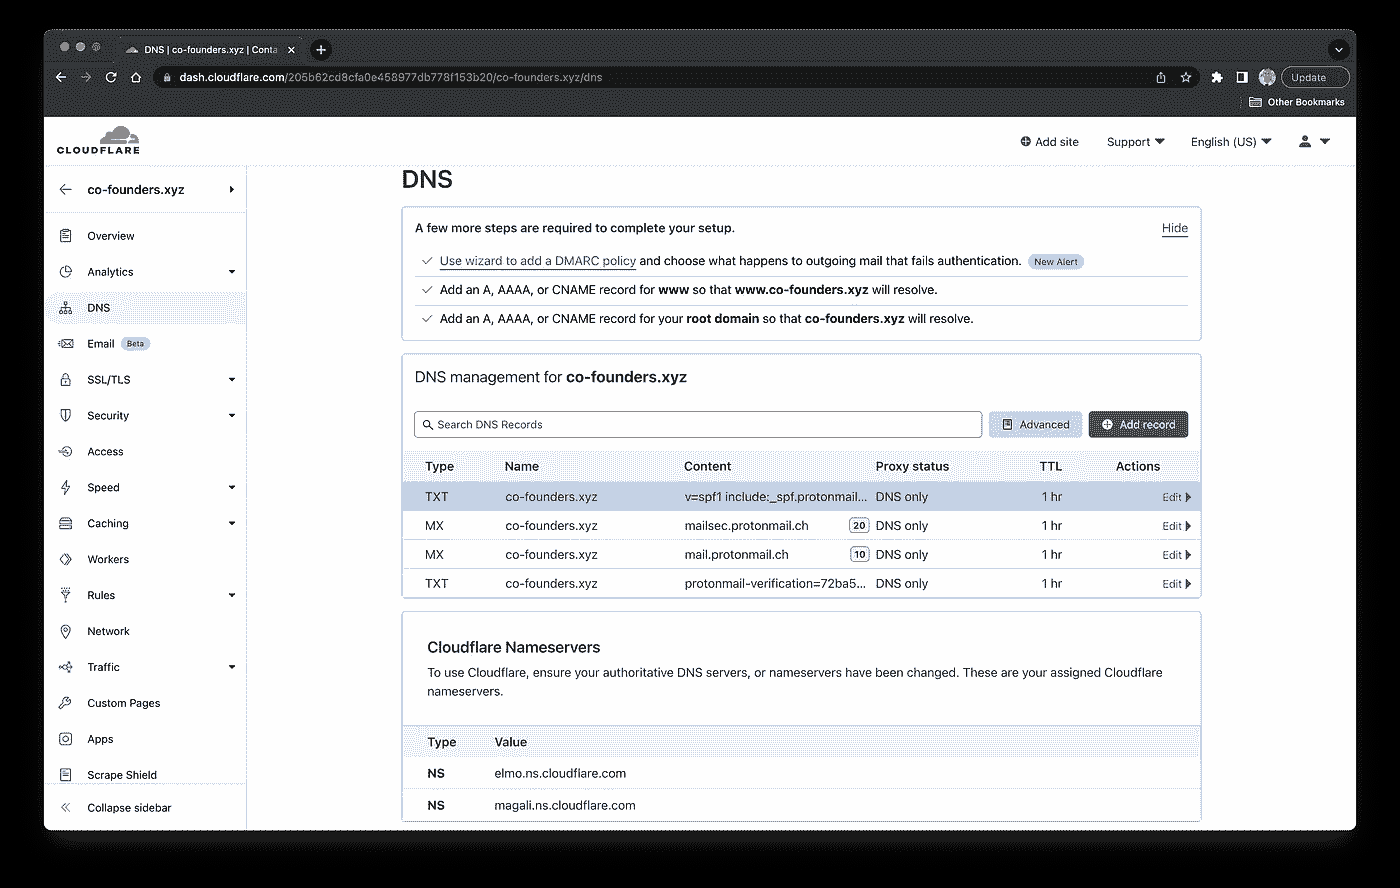 DNS | co-founders.xyz | Conta
dash.cloudflare.com/205b62cd8cfa0e458977db778f153b20/co-founders.xyz/dns
Update
Other Bookmarks
CLOUDFLARE
Add site
Support
English (US)
co-founders.xyz
Overview
Analytics
DNS
Email Beta
SSL/TLS
Security
Access
Speed
Caching
Workers
Rules
Network
Traffic
Custom Pages
Apps
Scrape Shield
Collapse sidebar
DNS
A few more steps are required to complete your setup.
Hide
Use wizard to add a DMARC policy and choose what happens to outgoing mail that fails authentication. New Alert
Add an A, AAAA, or CNAME record for www so that www.co-founders.xyz will resolve.
Add an A, AAAA, or CNAME record for your root domain so that co-founders.xyz will resolve.
DNS management for co-founders.xyz
Search DNS Records
Advanced
Add record
Type Name Content Proxy status TTL Actions
TXT co-founders.xyz v=spf1 include:_spf.protonmail... DNS only 1 hr Edit
MX co-founders.xyz mailsec.protonmail.ch 20 DNS only 1 hr Edit
MX co-founders.xyz mail.protonmail.ch 10 DNS only 1 hr Edit
TXT co-founders.xyz protonmail-verification=72ba5... DNS only 1 hr Edit
Cloudflare Nameservers
To use Cloudflare, ensure your authoritative DNS servers, or nameservers have been changed. These are your assigned Cloudflare
nameservers.
Type Value
NS elmo.ns.cloudflare.com
NS magali.ns.cloudflare.com